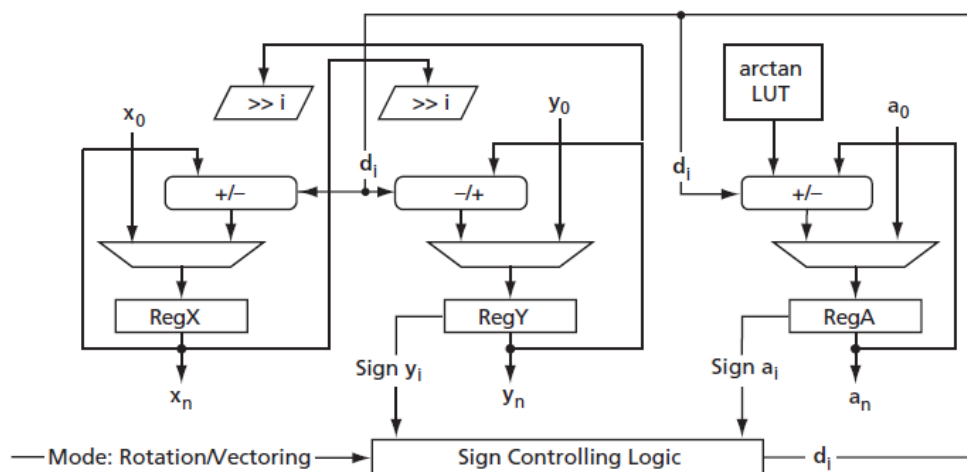 arctan
LUT
>> i
>> i
x0
y0
a0
di
di
+/−
−/+
+/−
RegX
RegY
RegA
Sign yi
Sign ai
xn
yn
an
Mode: Rotation/Vectoring
Sign Controlling Logic
di